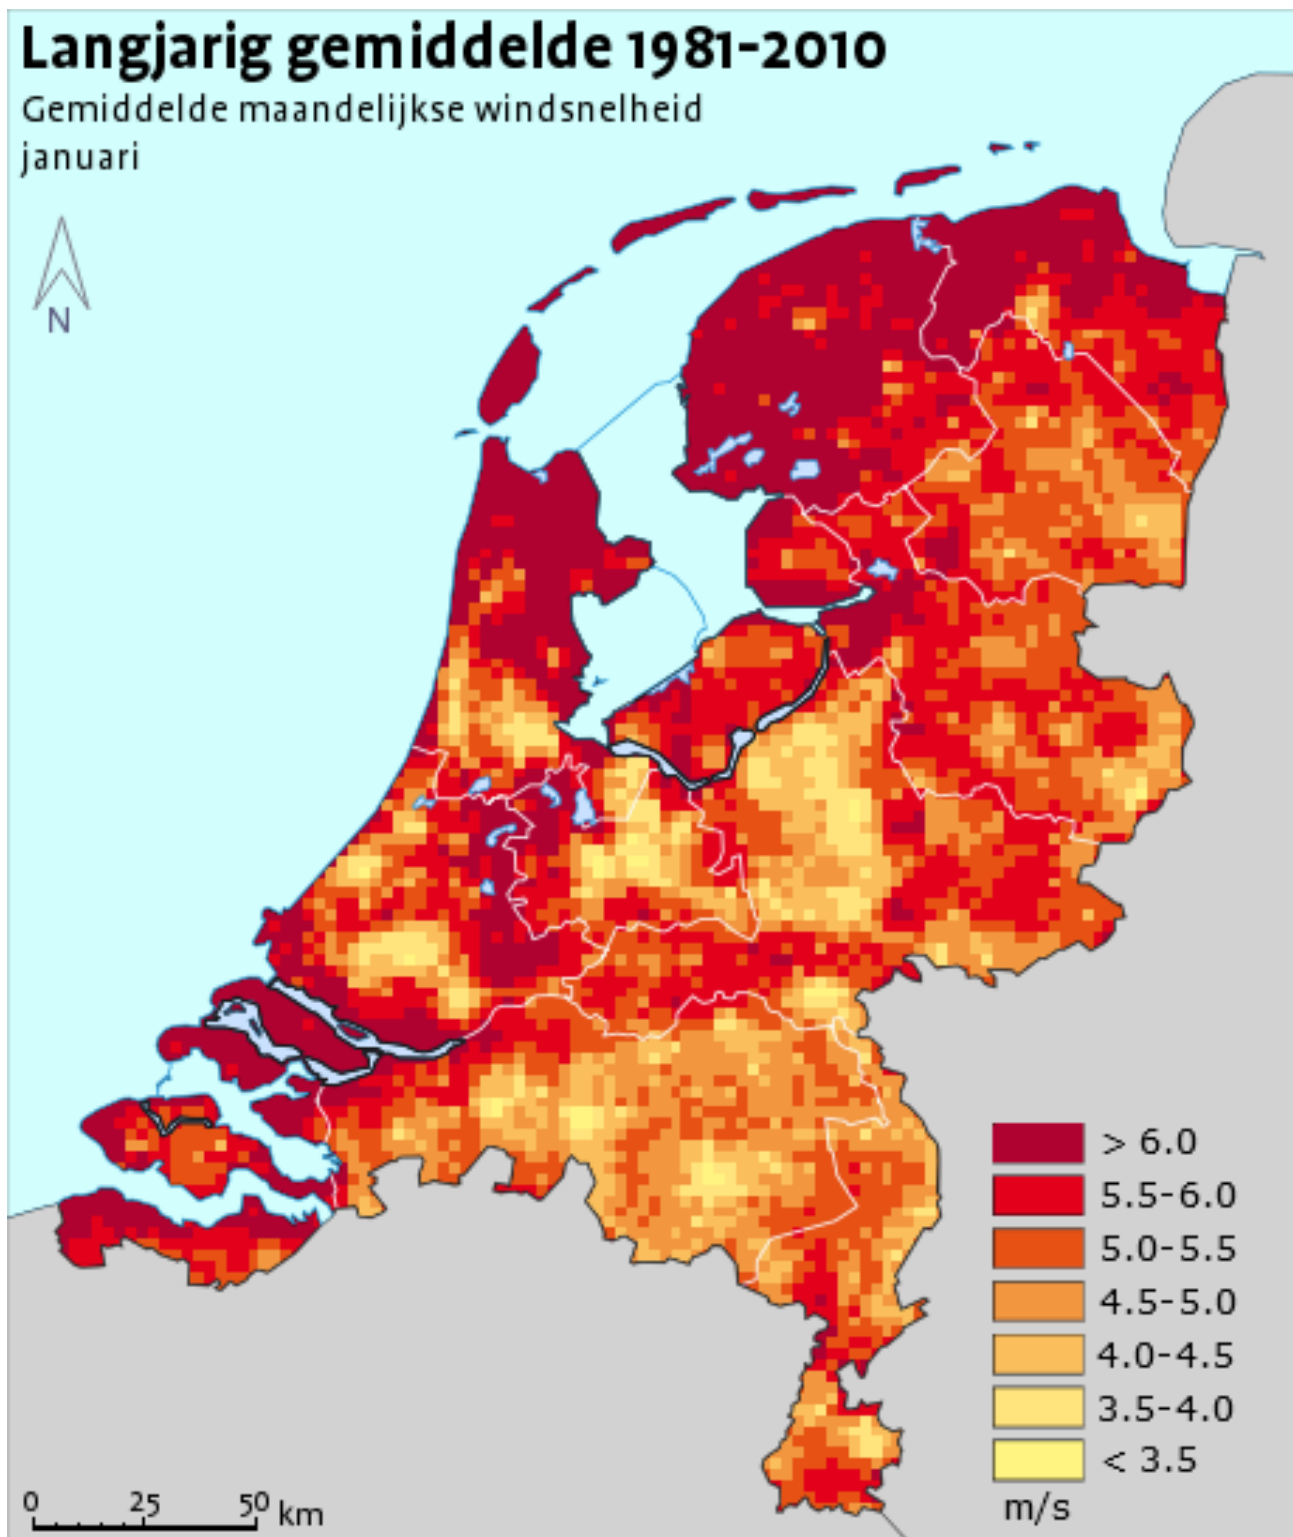 Langjarig gemiddelde 1981-2010
Gemiddelde maandelijkse windsnelheid
januari
N
> 6.0
5.5-6.0
5.0-5.5
4.5-5.0
4.0-4.5
3.5-4.0
< 3.5
m/s
0 25 50 km